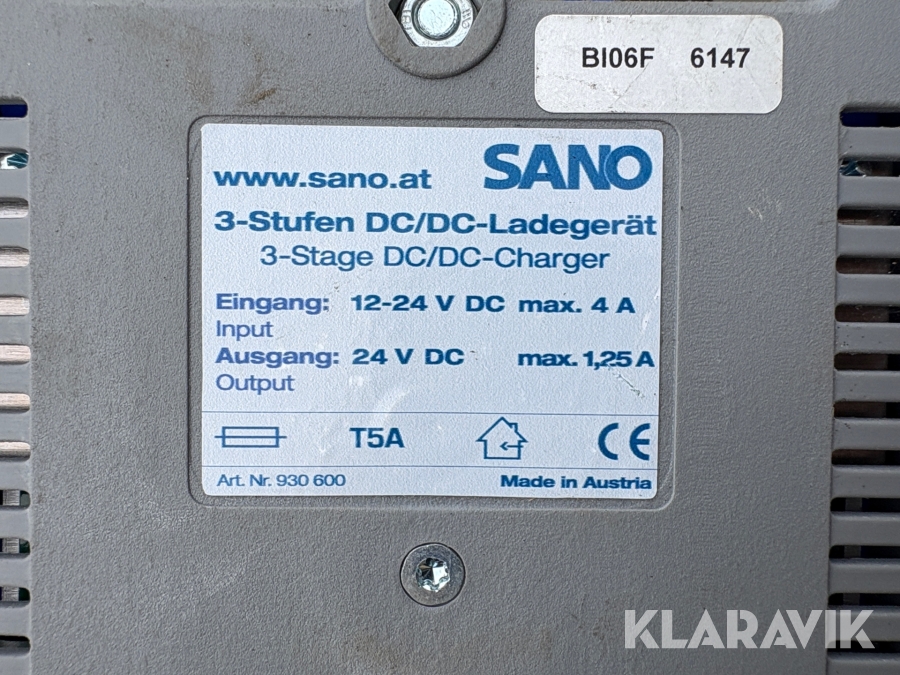 BI06F 6147
www.sano.at SANO
3-Stufen DC/DC-Ladegerät
3-Stage DC/DC-Charger
Eingang: 12-24 V DC max. 4 A
Input
Ausgang: 24 V DC max. 1,25 A
Output
T5A CE
Art. Nr. 930 600 Made in Austria
KLARAVIK